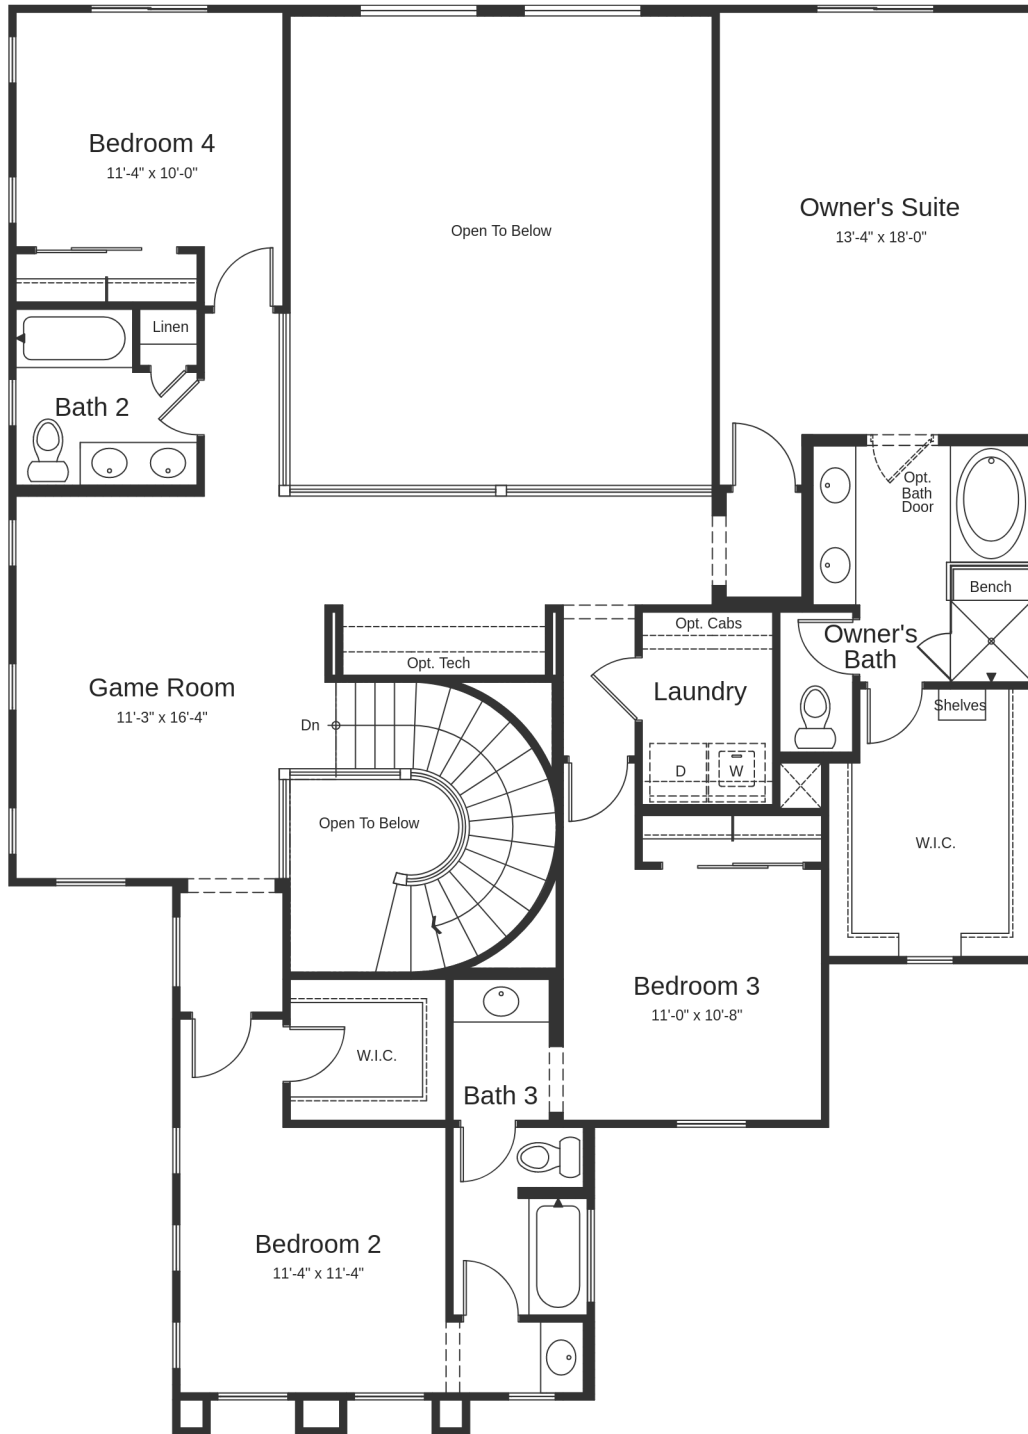 Bedroom 4
11'-4" x 10'-0"
Open To Below
Owner's Suite
13'-4" x 18'-0"
Linen
Bath 2
Opt.
Bath
Door
Bench
Opt. Cabs
Owner's
Bath
Opt. Tech
Game Room
11'-3" x 16'-4"
Laundry
Shelves
Dn
D
W
Open To Below
W.I.C.
Bedroom 3
11'-0" x 10'-8"
W.I.C.
Bath 3
Bedroom 2
11'-4" x 11'-4"